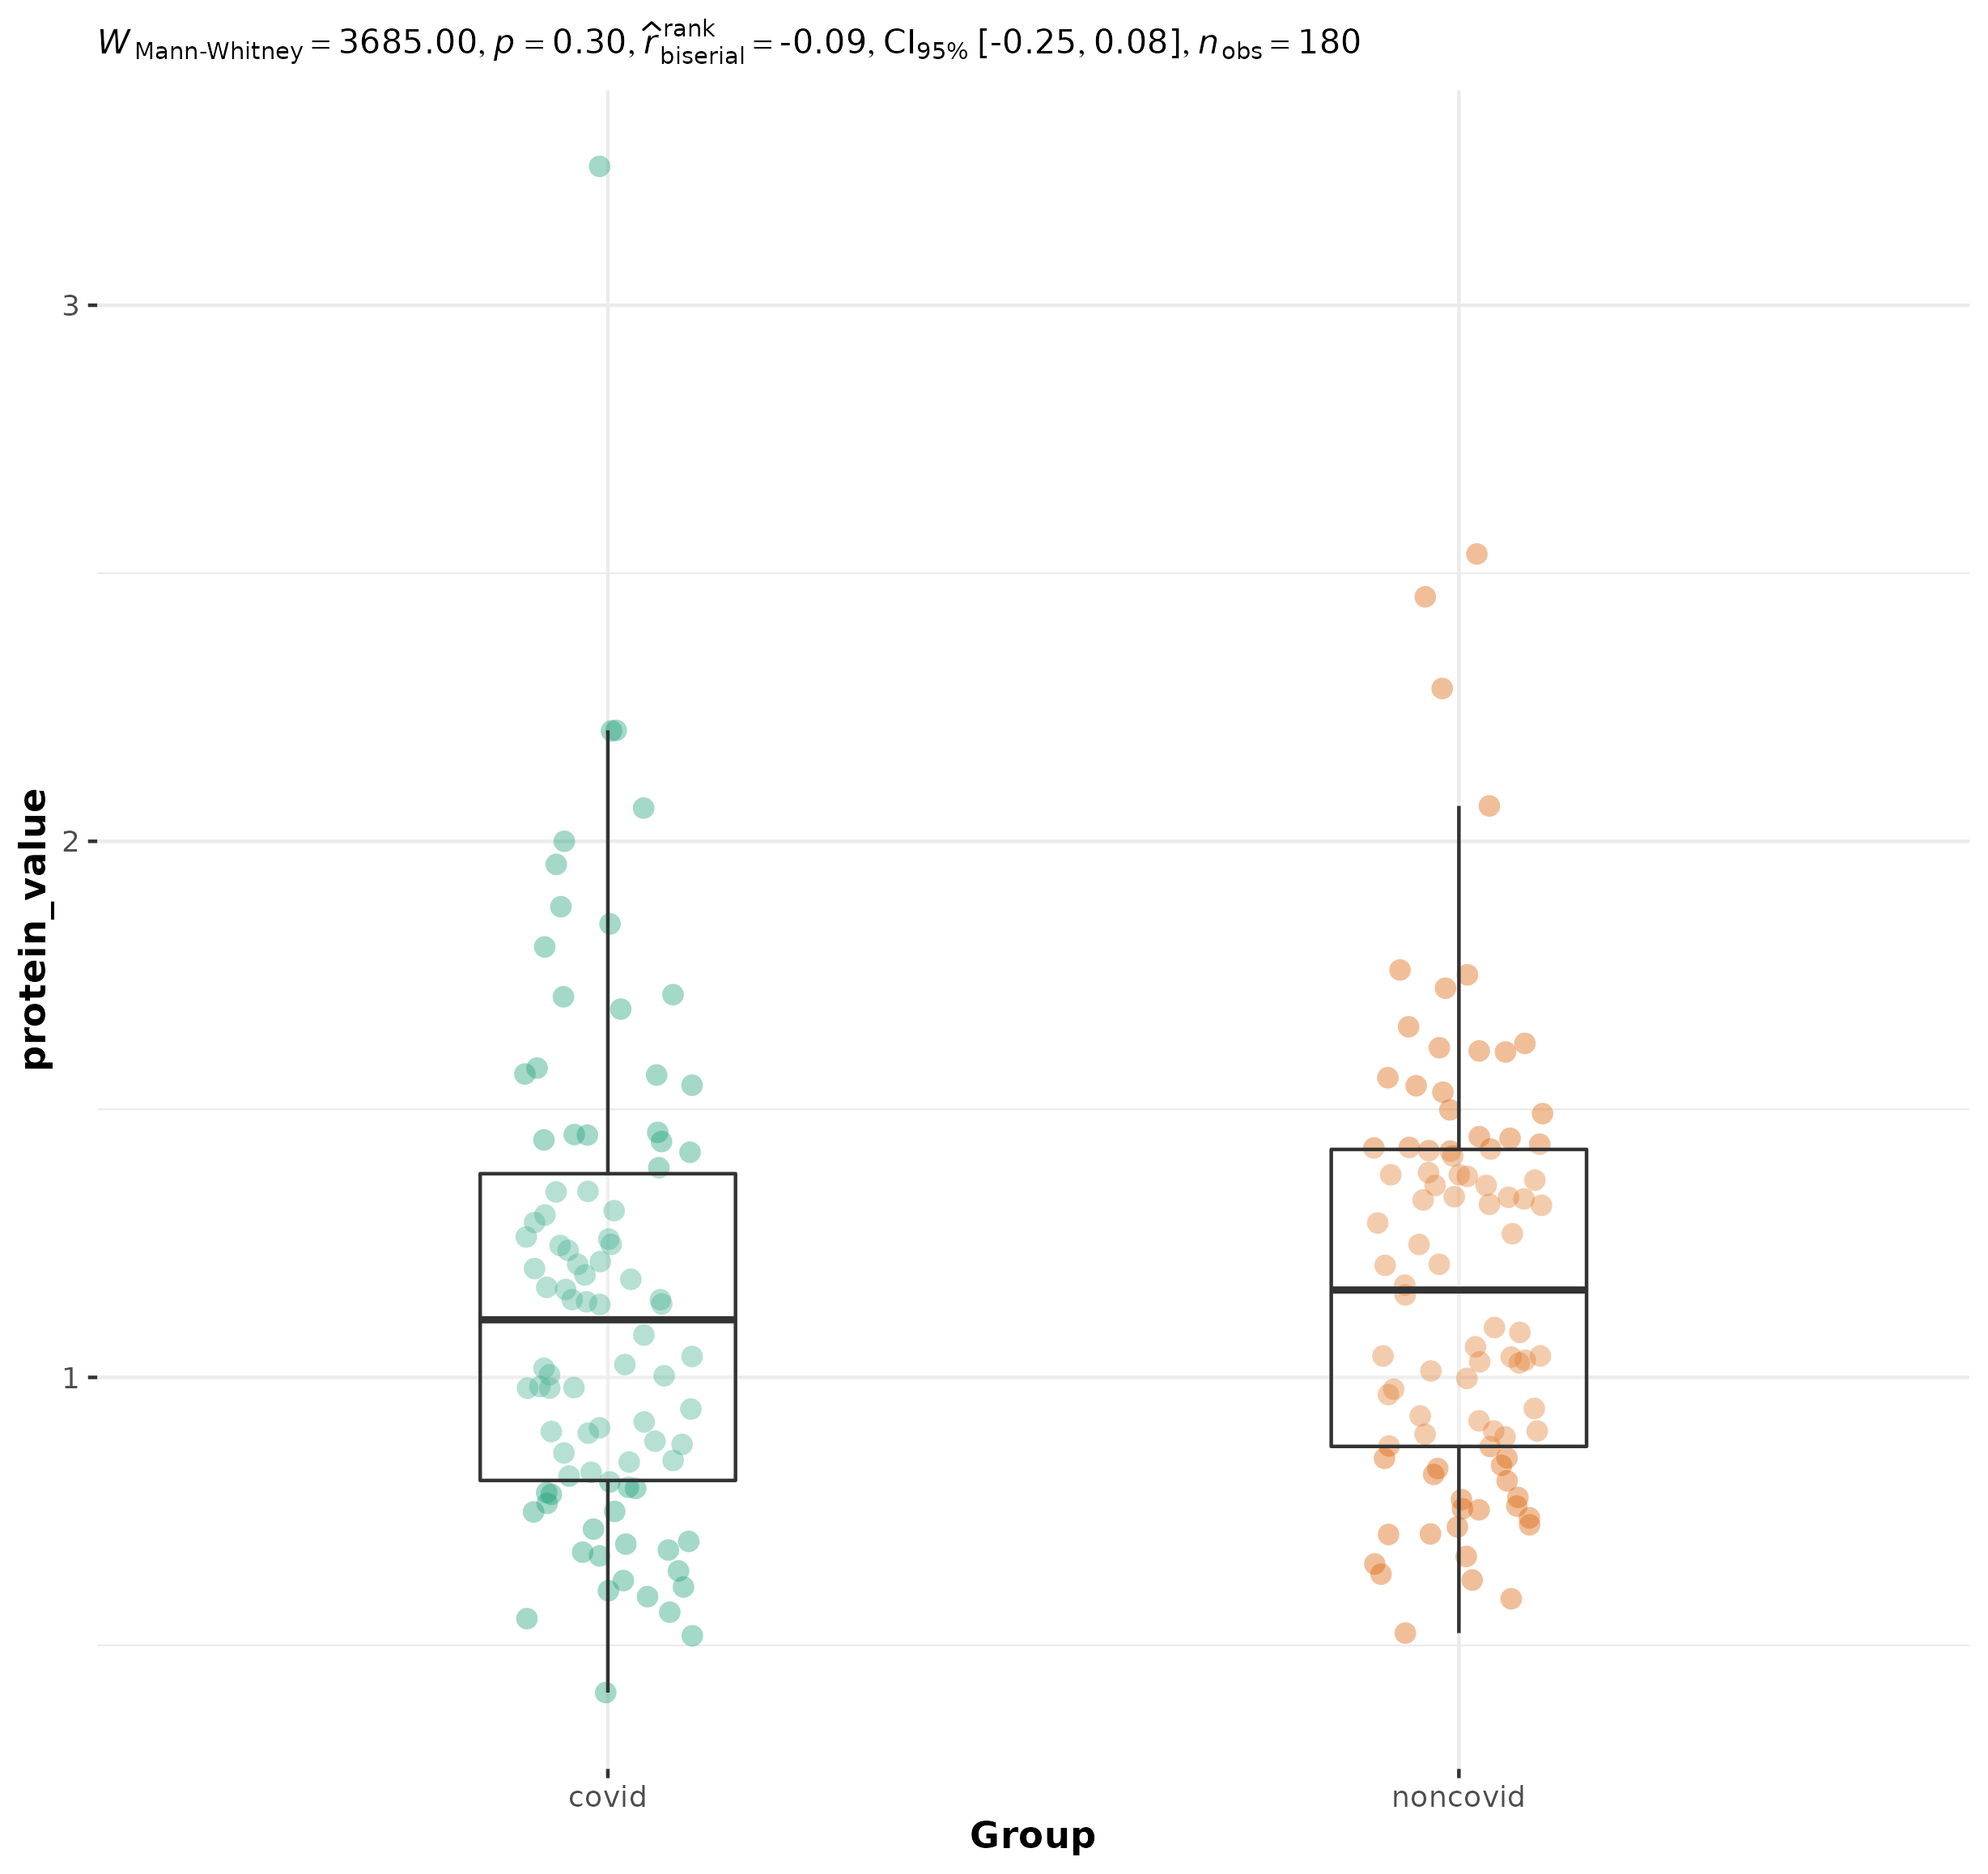 W Mann-Whitney = 3685.00, p = 0.30, r̂ rank biserial = -0.09, CI95% [-0.25, 0.08], nobs = 180
3
2
1
protein_value
covid noncovid
Group